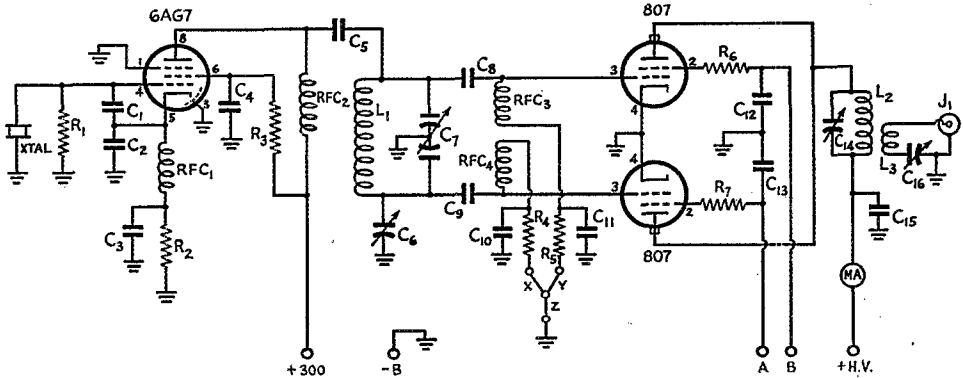 6AG7
8
1
4
6
5
3
XTAL
R1
C1
C2
C3
R2
RFC1
C4
R3
RFC2
C5
L1
C7
C6
C8
C9
RFC3
RFC4
C10
R4
R5
C11
X
Y
Z
807
3
2
4
R6
C12
C13
4
3
2
R7
807
C14
L2
L3
C16
J1
C15
MA
+300
-B
A
B
+H.V.